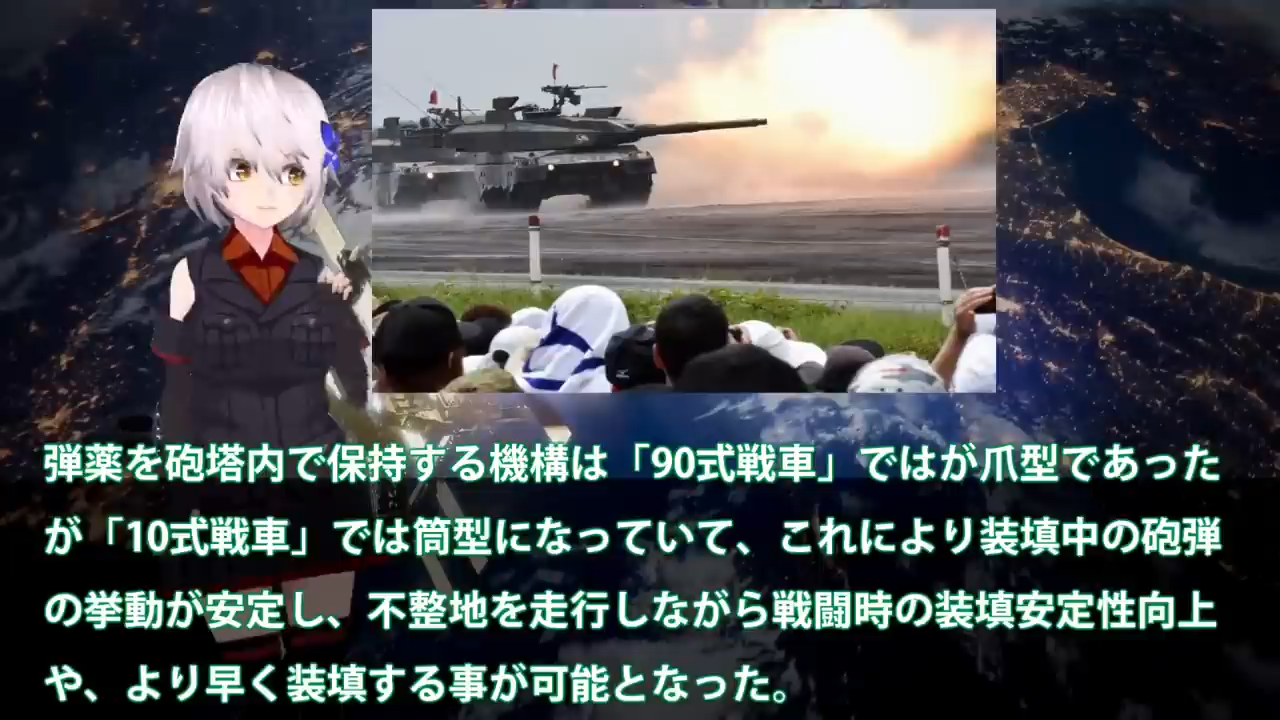 弾薬を砲塔内で保持する機構は「90式戦車」ではが爪型であった
が「10式戦車」では筒型になっていて、これにより装填中の砲弾
の挙動が安定し、不整地を走行しながら戦闘時の装填安定性向上
や、より早く装填する事が可能となった。